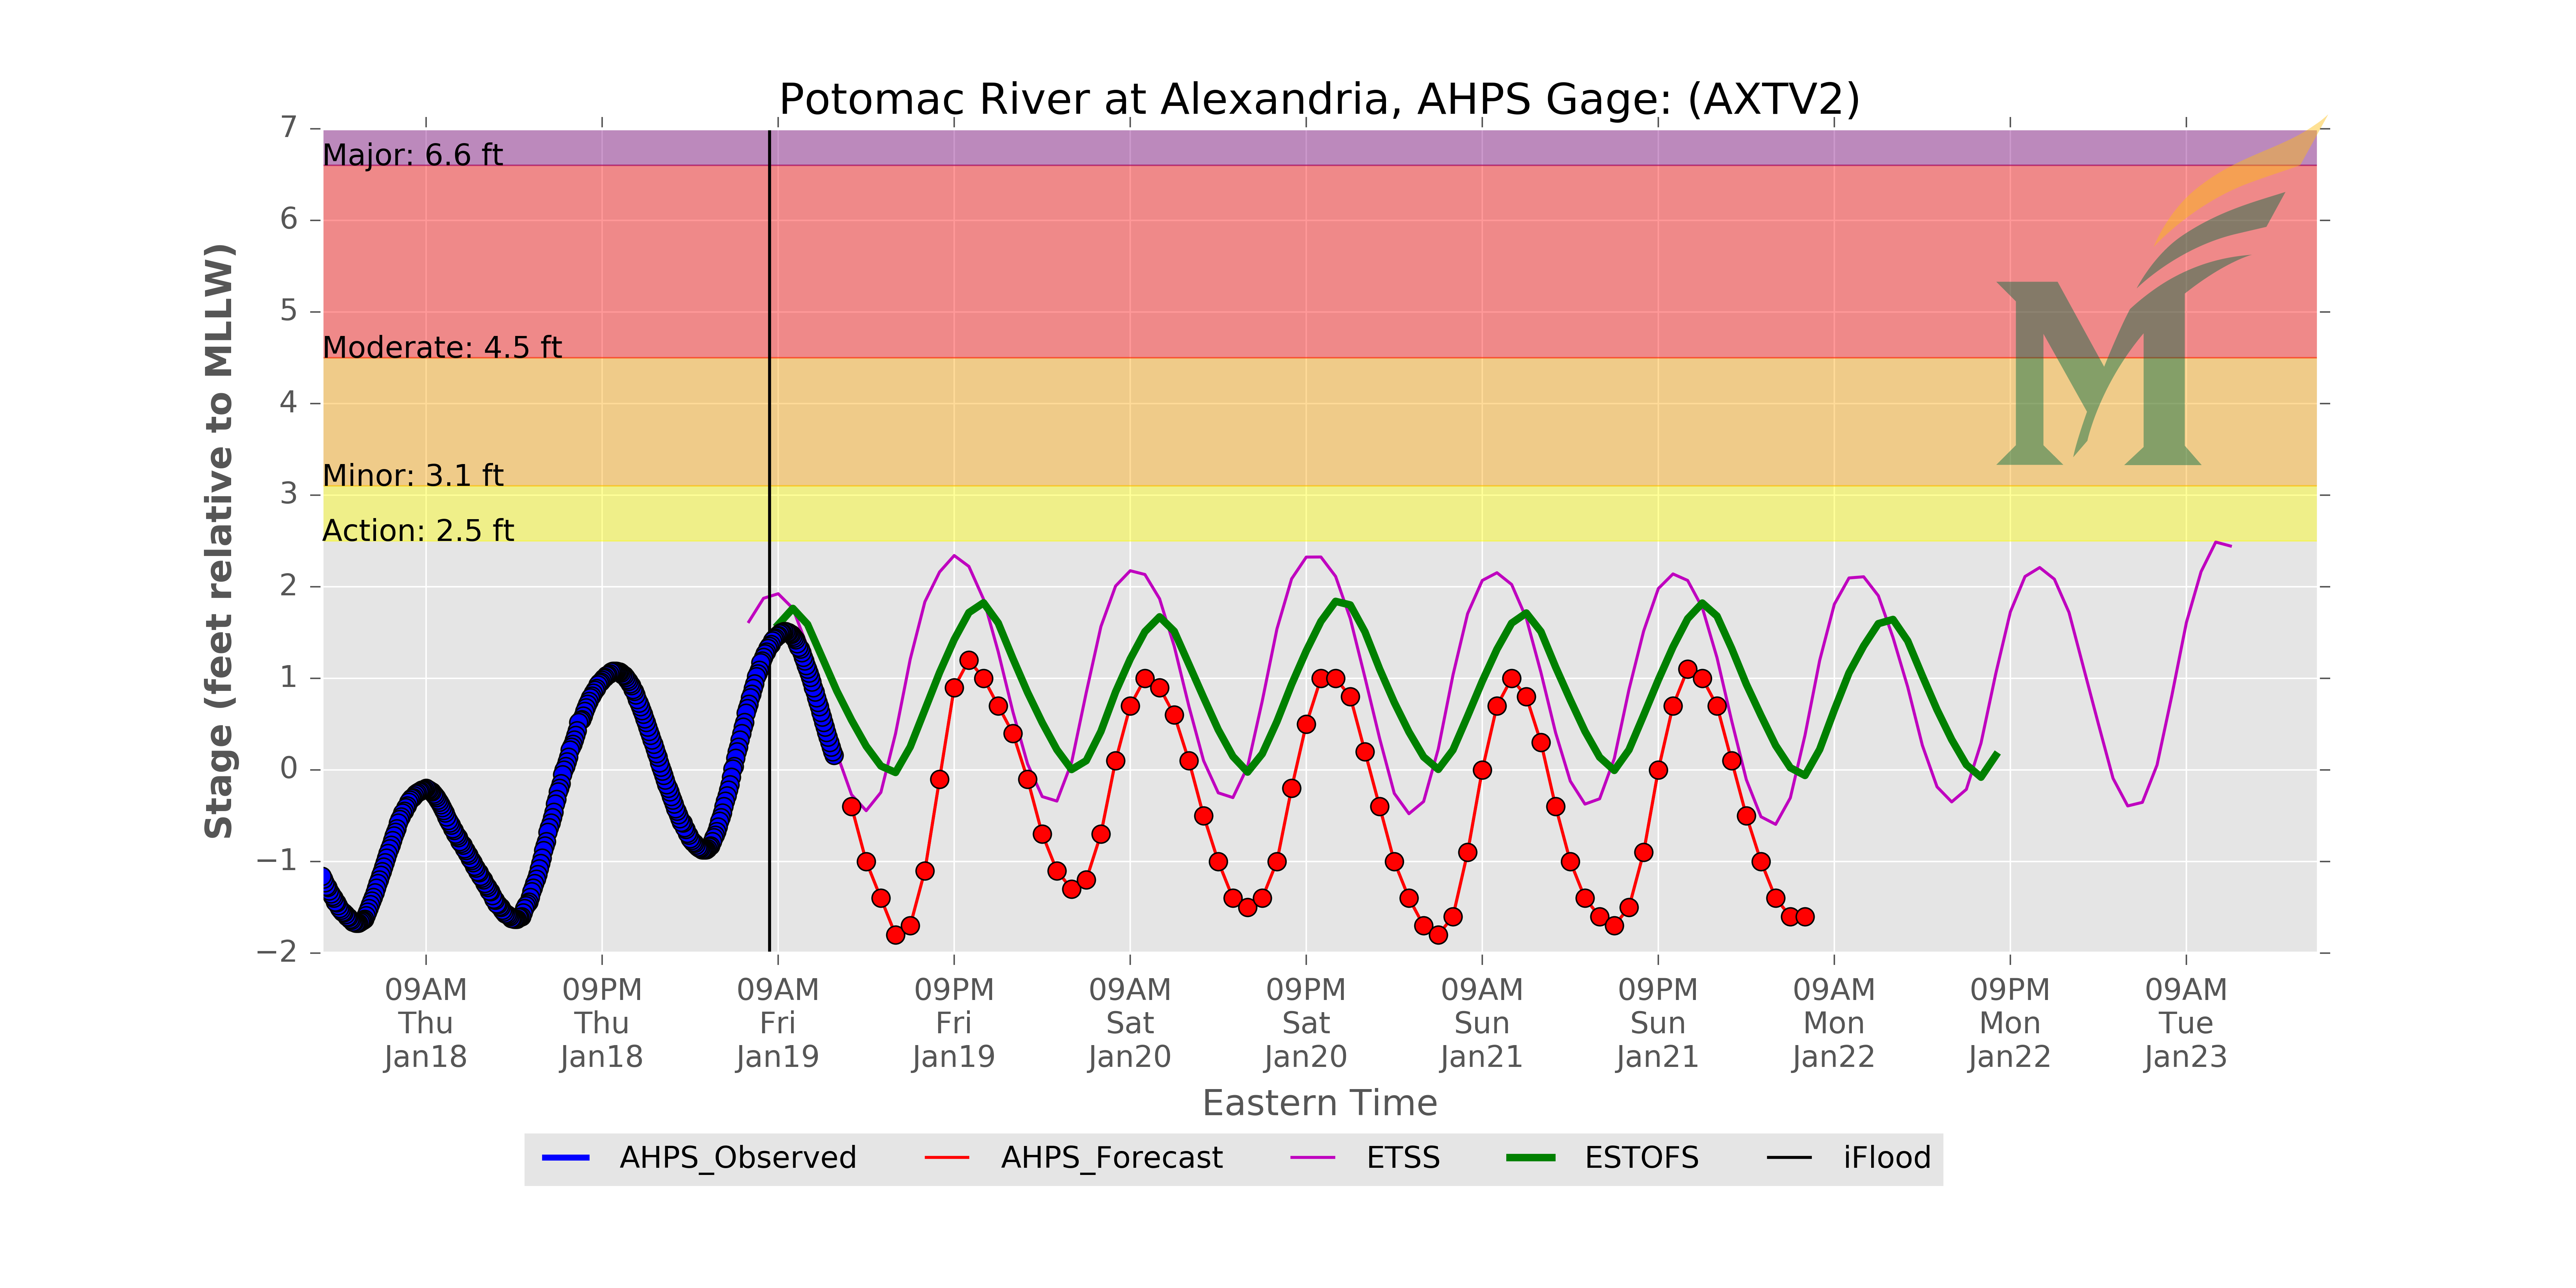 Potomac River at Alexandria, AHPS Gage: (AXTV2)
7
Major: 6.6 ft
6
5
Moderate: 4.5 ft
4
Minor: 3.1 ft
3
Action: 2.5 ft
2
1
0
−1
−2
Stage (feet relative to MLLW)
M
09AM 09PM 09AM 09PM 09AM 09PM 09AM 09PM 09AM 09PM 09AM
Thu Thu Fri Fri Sat Sat Sun Sun Mon Mon Tue
Jan18 Jan18 Jan19 Jan19 Jan20 Jan20 Jan21 Jan21 Jan22 Jan22 Jan23
Eastern Time
AHPS_Observed AHPS_Forecast ETSS ESTOFS iFlood